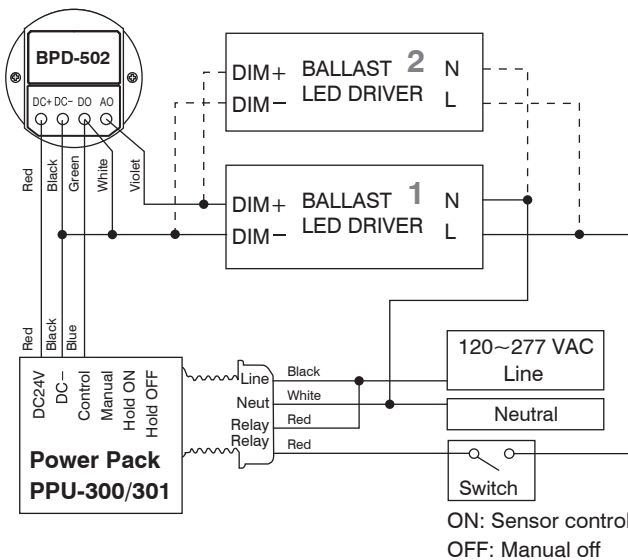 BPD-502
DC+ DC− DO AO
Red
Black
Green
White
Violet
DIM+
DIM−
BALLAST 2
LED DRIVER
N
L
DIM+
DIM−
BALLAST 1
LED DRIVER
N
L
Red
Black
Blue
DC24V
DC−
Control
Manual
Hold ON
Hold OFF
Power Pack
PPU-300/301
Line
Neut
Relay
Relay
Black
White
Red
Red
120~277 VAC
Line
Neutral
Switch
ON: Sensor control
OFF: Manual off